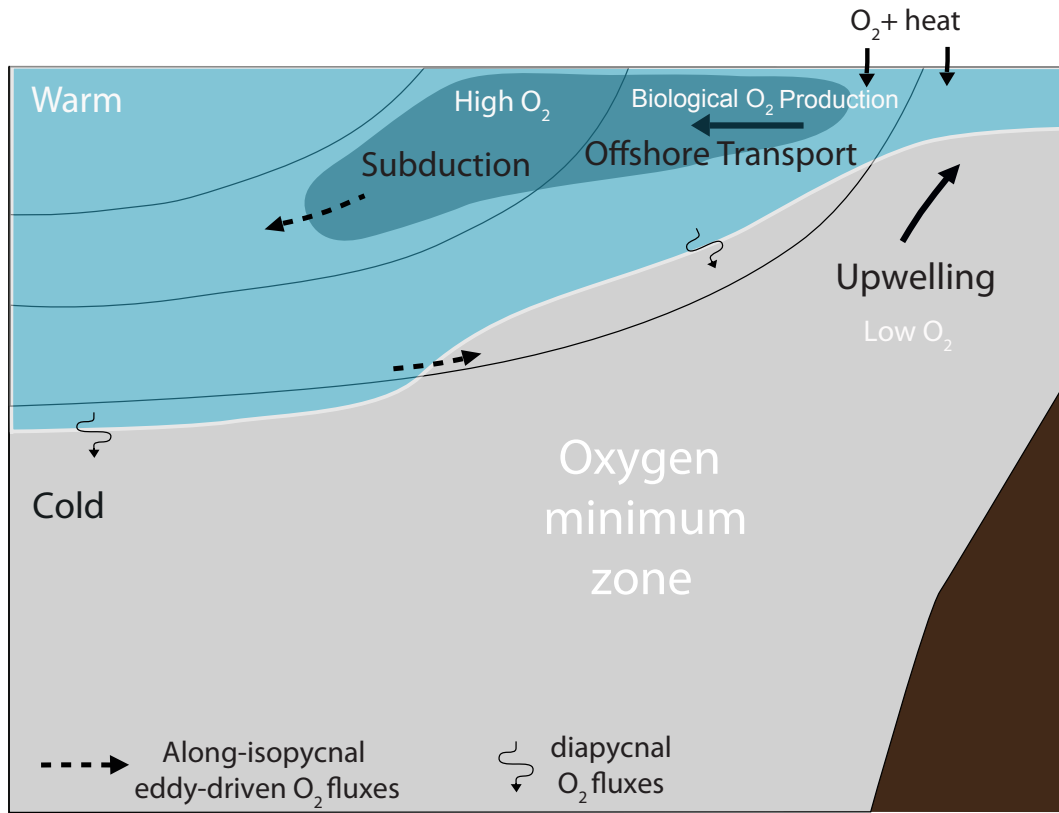 O₂+ heat
Warm
High O₂
Biological O₂ Production
Subduction
Offshore Transport
Upwelling
Low O₂
Oxygen
minimum
zone
Cold
Along-isopycnal
eddy-driven O₂ fluxes
diapycnal
O₂ fluxes